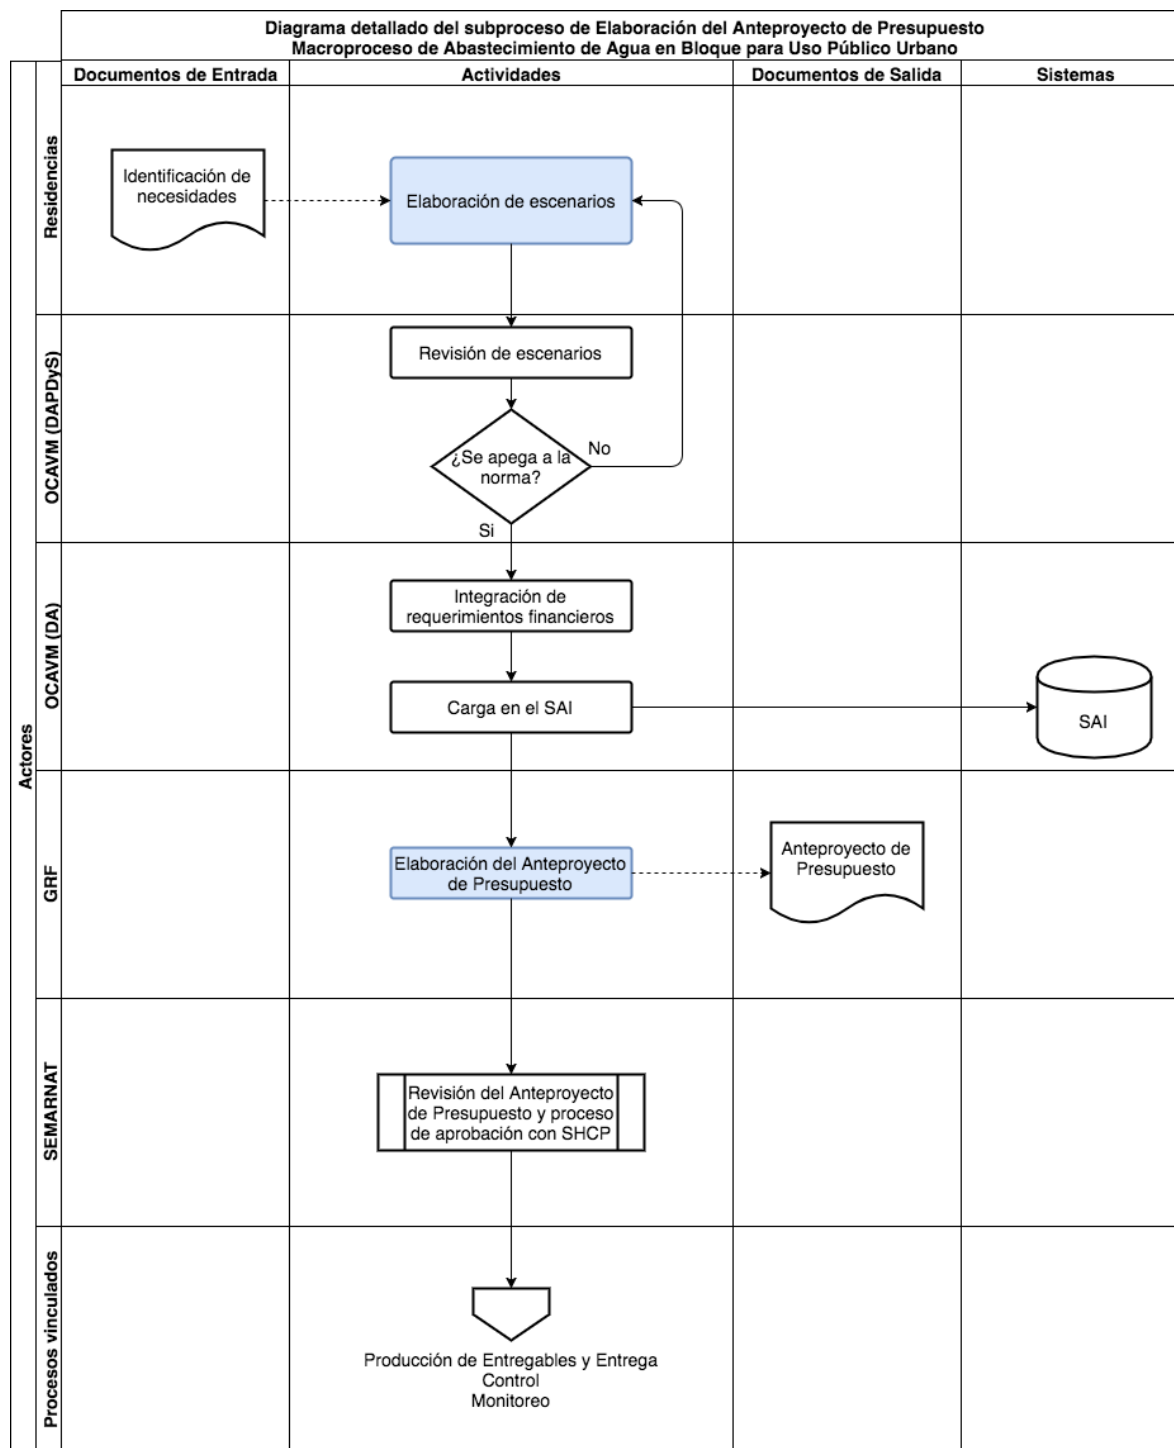 Diagrama detallado del subproceso de Elaboración del Anteproyecto de Presupuesto
Macroproceso de Abastecimiento de Agua en Bloque para Uso Público Urbano
Documentos de Entrada
Actividades
Documentos de Salida
Sistemas
Actores
Residencias
Identificación de
necesidades
Elaboración de escenarios
OCAVM (DAPDyS)
Revisión de escenarios
¿Se apega a la
norma?
No
Si
OCAVM (DA)
Integración de
requerimientos financieros
Carga en el SAI
SAI
GRF
Elaboración del Anteproyecto
de Presupuesto
Anteproyecto de
Presupuesto
SEMARNAT
Revisión del Anteproyecto
de Presupuesto y proceso
de aprobación con SHCP
Procesos vinculados
Producción de Entregables y Entrega
Control
Monitoreo